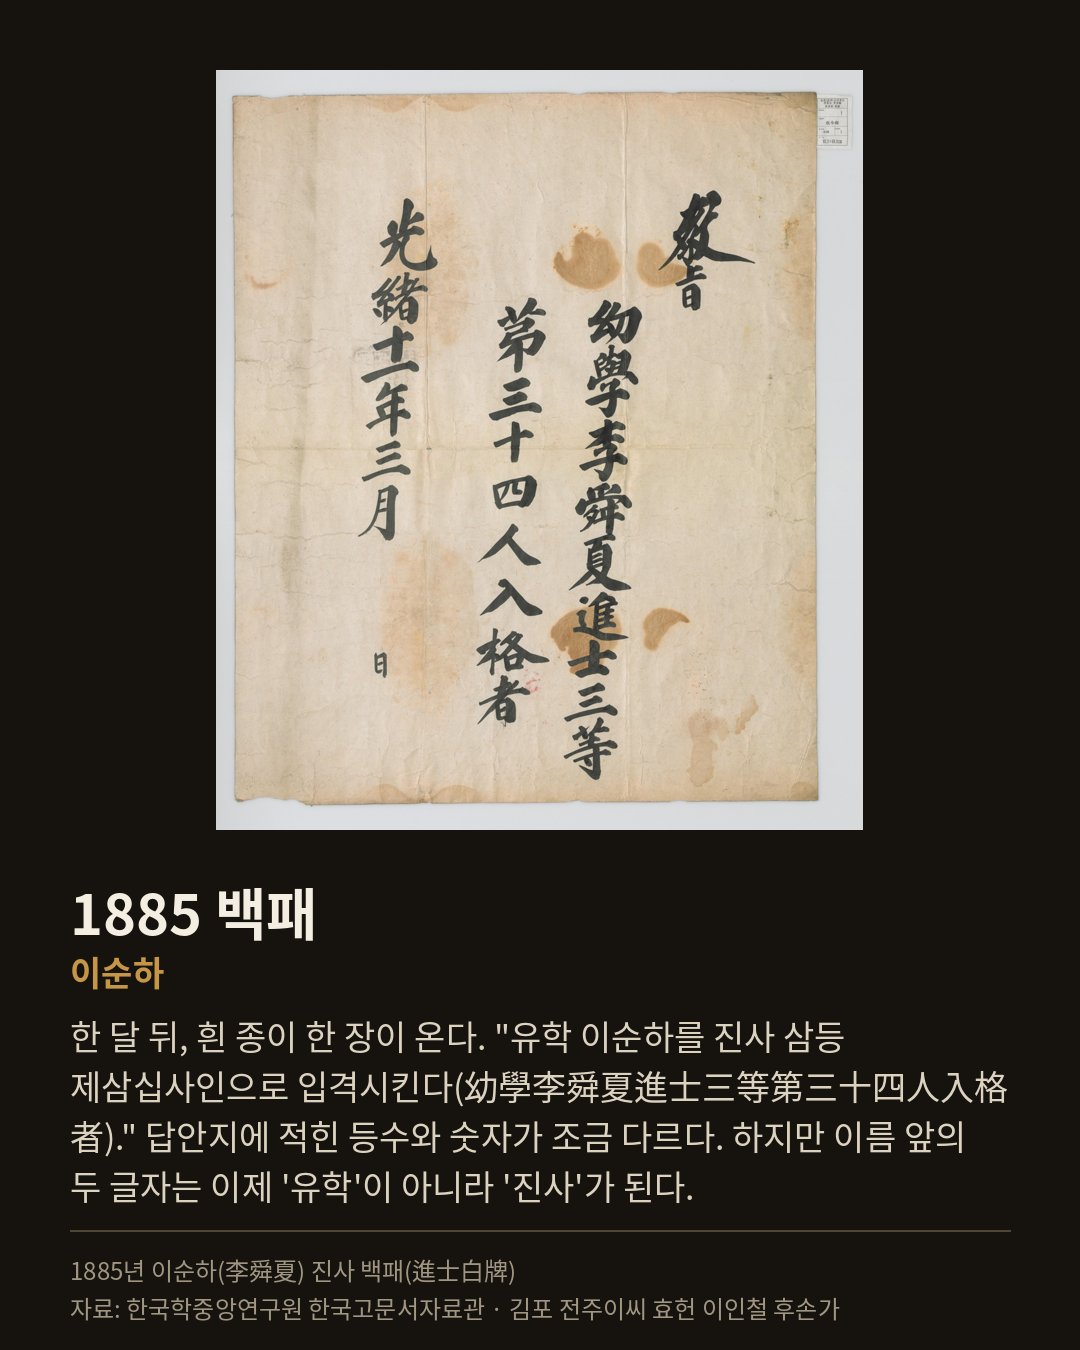 敎旨
幼學李舜夏進士三等
第三十四人入格者
光緖十一年三月 日
1885 백패
이순하
한 달 뒤, 흰 종이 한 장이 온다. "유학 이순하를 진사 삼등
제삼십사인으로 입격시킨다(幼學李舜夏進士三等第三十四人入格
者)." 답안지에 적힌 등수와 숫자가 조금 다르다. 하지만 이름 앞의
두 글자는 이제 '유학'이 아니라 '진사'가 된다.
1885년 이순하(李舜夏) 진사 백패(進士白牌)
자료: 한국학중앙연구원 한국고문서자료관 · 김포 전주이씨 효헌 이인철 후손가